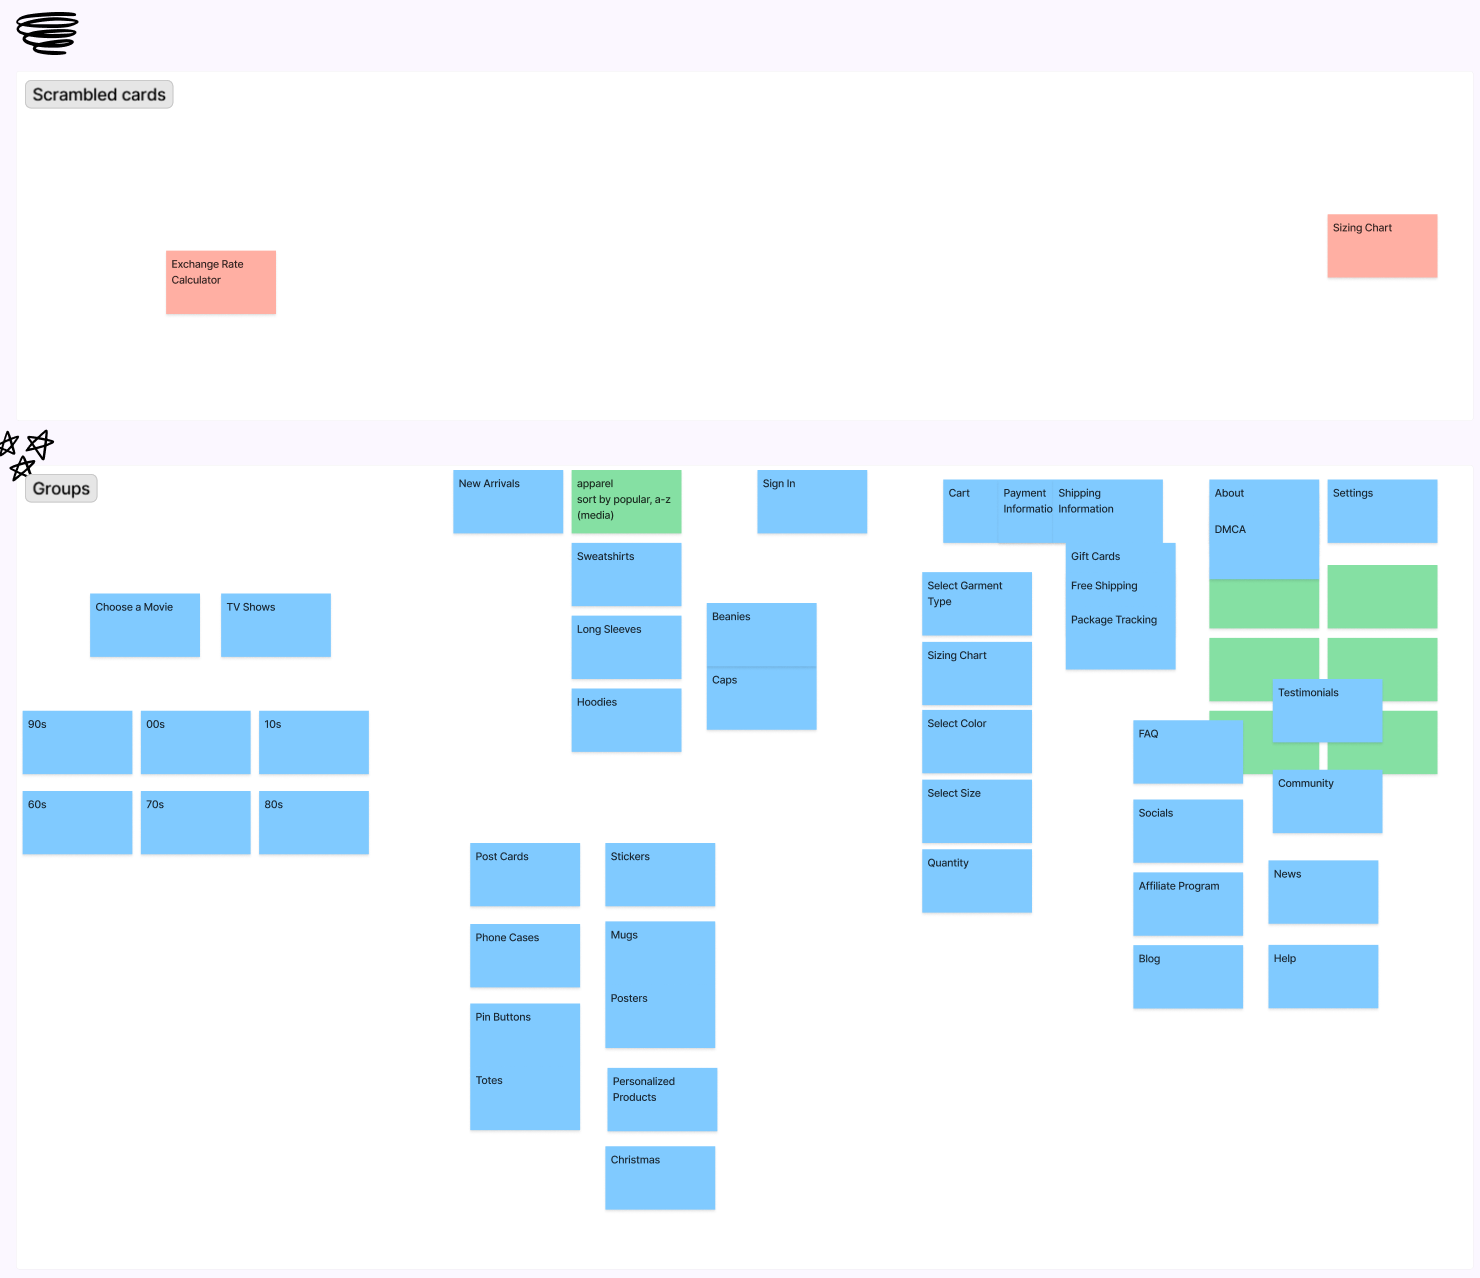 Scrambled cards
Sizing Chart
Exchange Rate
Calculator
Groups
New Arrivals
apparel
sort by popular, a-z
(media)
Sign In
Cart
Payment
Informatio
Shipping
Information
About
DMCA
Settings
Sweatshirts
Gift Cards
Free Shipping
Package Tracking
Select Garment
Type
Choose a Movie
TV Shows
Beanies
Long Sleeves
Sizing Chart
Caps
Hoodies
Testimonials
90s
00s
10s
Select Color
FAQ
60s
70s
80s
Select Size
Community
Socials
Post Cards
Stickers
Quantity
News
Affiliate Program
Phone Cases
Mugs
Blog
Help
Posters
Pin Buttons
Totes
Personalized
Products
Christmas